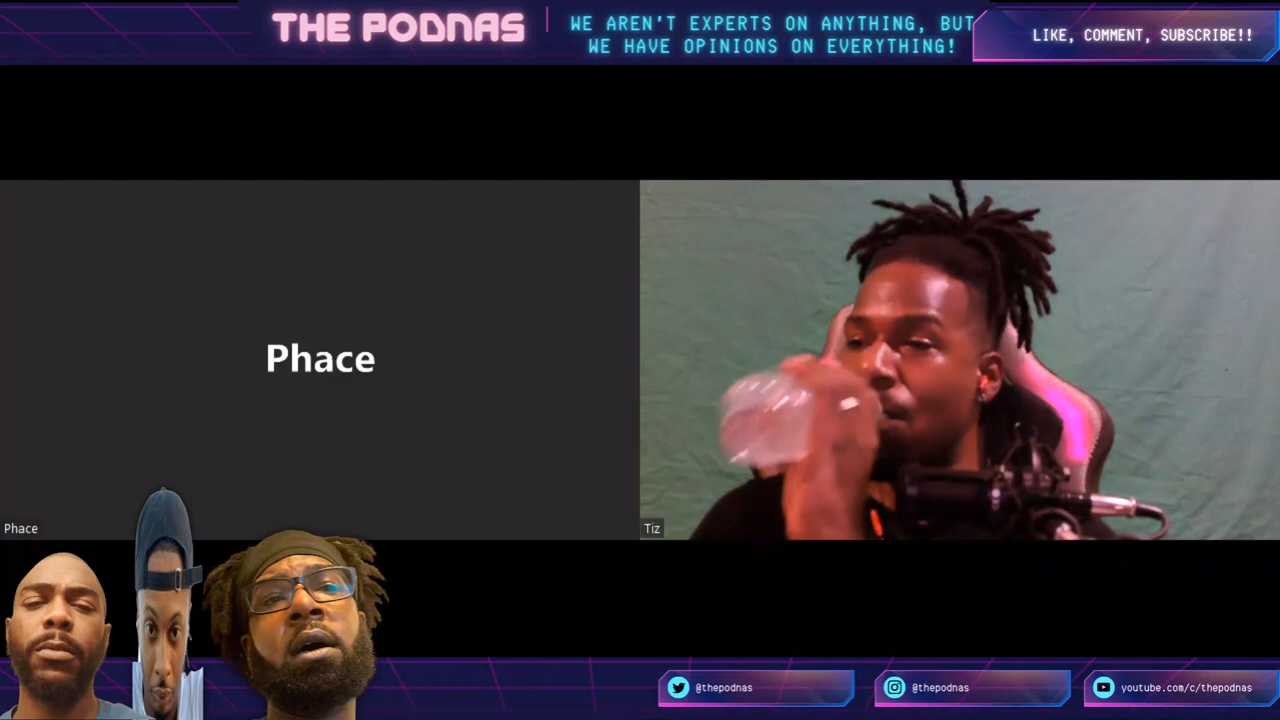 THE PODNAS
WE AREN'T EXPERTS ON ANYTHING, BUT
WE HAVE OPINIONS ON EVERYTHING!
LIKE, COMMENT, SUBSCRIBE!!
Phace
Phace
Tiz
@thepodnas
@thepodnas
youtube.com/c/thepodnas